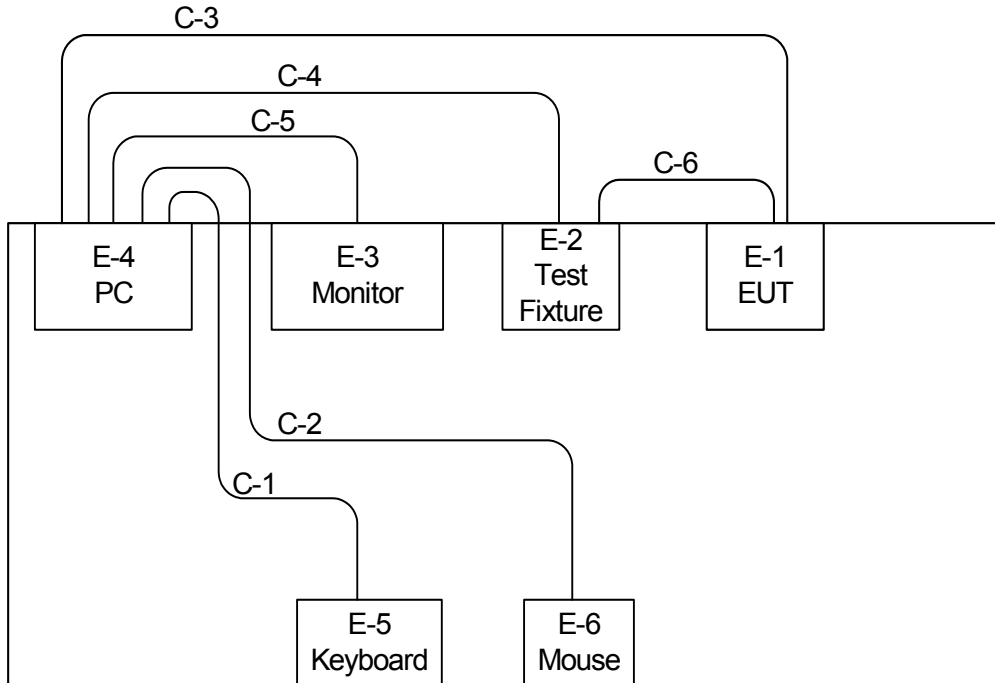 C-3
C-4
C-5
C-6
E-4
PC
E-3
Monitor
E-2
Test
Fixture
E-1
EUT
C-2
C-1
E-5
Keyboard
E-6
Mouse